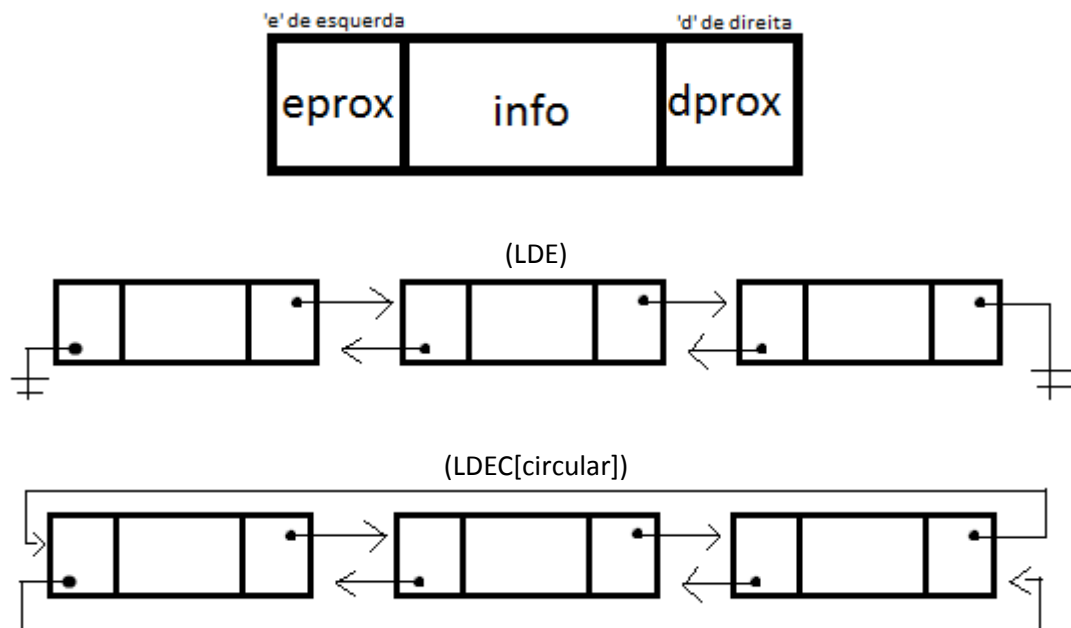 'e' de esquerda
'd' de direita
eprox
info
dprox
(LDE)
(LDEC[circular])